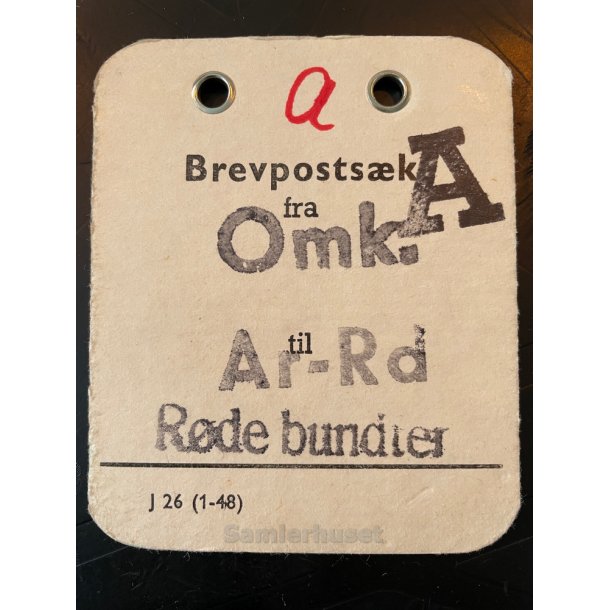 a
Brevpostsæk
A
fra
Omk.
til
Ar-Rd
Røde bundter
J 26 (1-48)
Samlerhuset